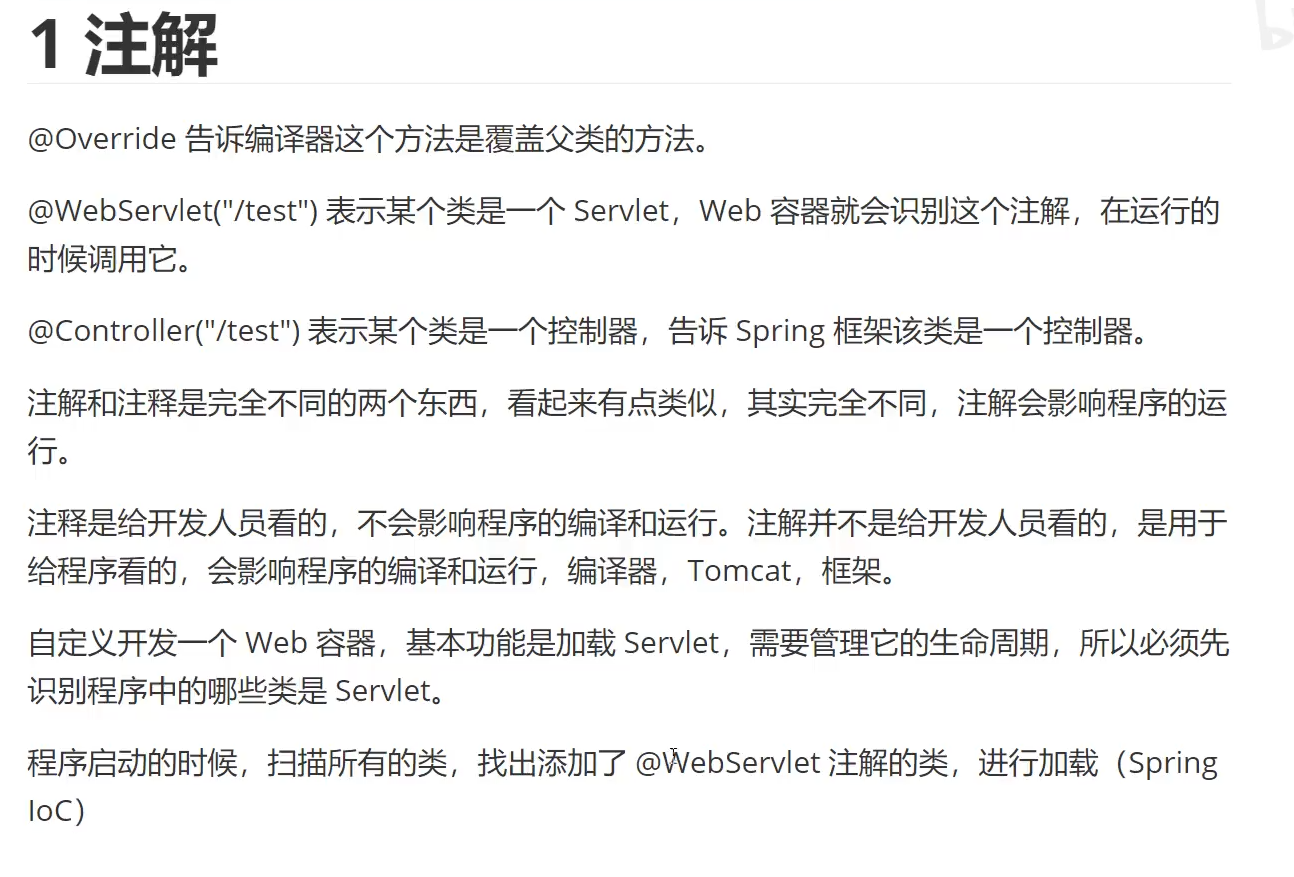 1 注解
@Override 告诉编译器这个方法是覆盖父类的方法。
@WebServlet("/test") 表示某个类是一个 Servlet，Web 容器就会识别这个注解，在运行的
时候调用它。
@Controller("/test") 表示某个类是一个控制器，告诉 Spring 框架该类是一个控制器。
注解和注释是完全不同的两个东西，看起来有点类似，其实完全不同，注解会影响程序的运
行。
注释是给开发人员看的，不会影响程序的编译和运行。注解并不是给开发人员看的，是用于
给程序看的，会影响程序的编译和运行，编译器，Tomcat，框架。
自定义开发一个 Web 容器，基本功能是加载 Servlet，需要管理它的生命周期，所以必须先
识别程序中的哪些类是 Servlet。
程序启动的时候，扫描所有的类，找出添加了 @WebServlet 注解的类，进行加载（Spring
IoC）